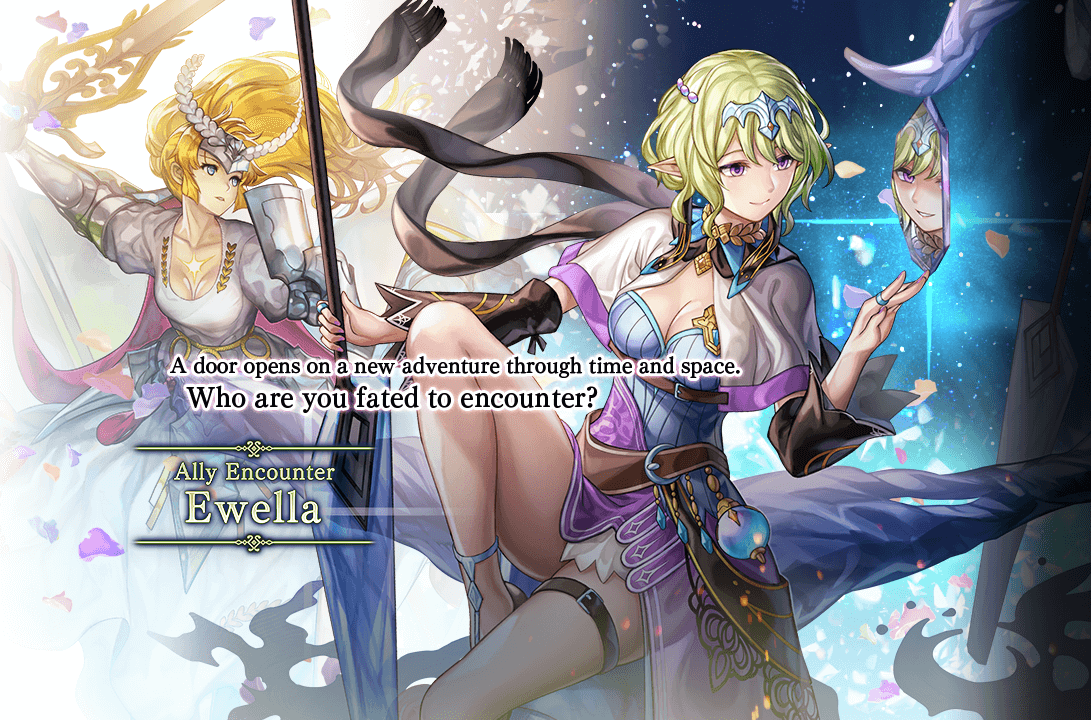 A door opens on a new adventure through time and space.
Who are you fated to encounter?
Ally Encounter
Ewella